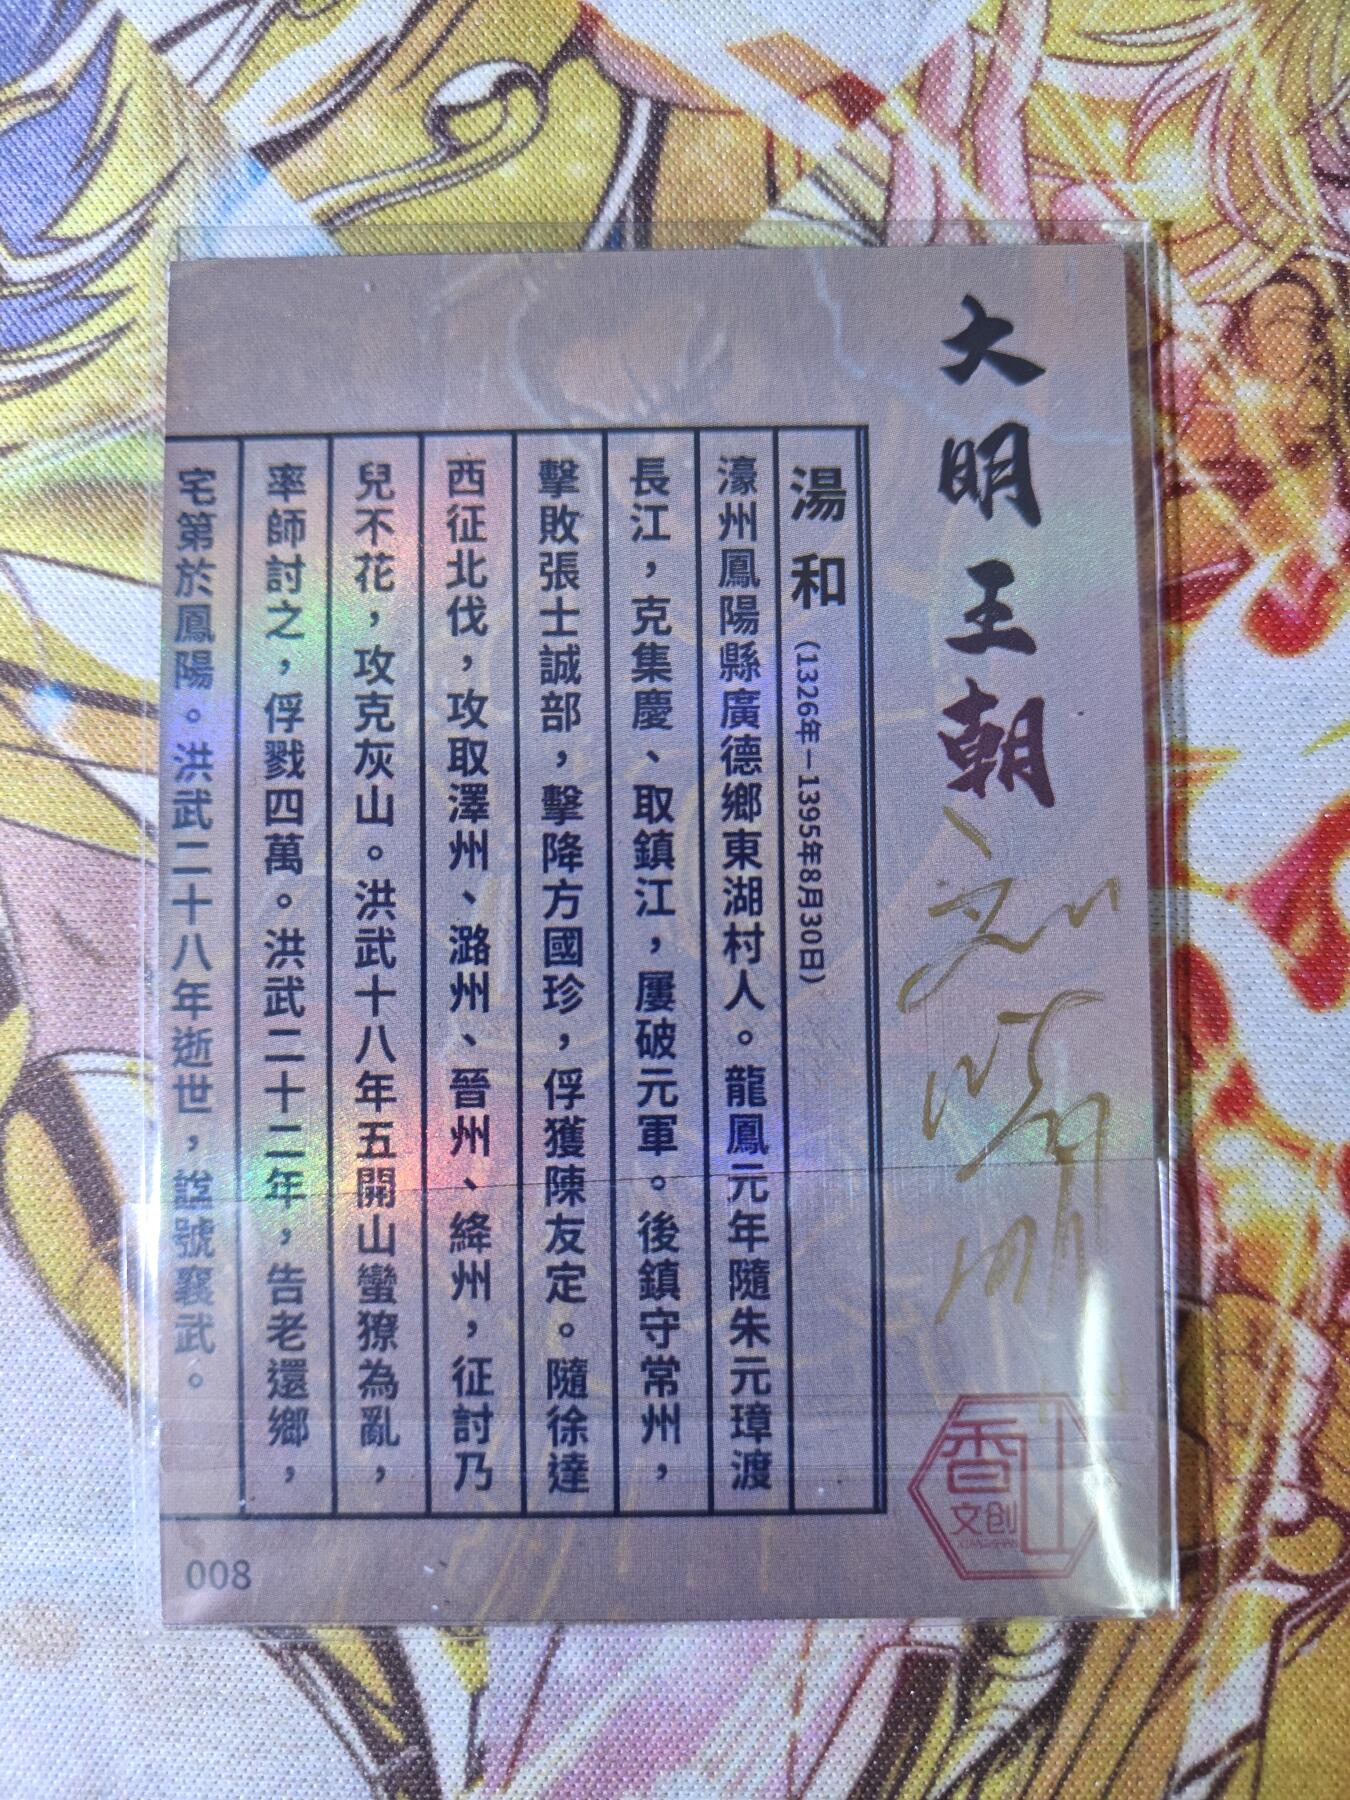 大明王朝
湯和(1326年－1395年8月30日)
濠州鳳陽縣廣德鄉東湖村人。龍鳳元年隨朱元璋渡
長江，克集慶、取鎮江，屢破元軍。後鎮守常州，
擊敗張士誠部，擊降方國珍，俘獲陳友定。隨徐達
西征北伐，攻取澤州、潞州、晉州、絳州，征討乃
兒不花，攻克灰山。洪武十八年五開山蠻獠為亂，
率師討之，俘戮四萬。洪武二十二年，告老還鄉，
宅第於鳳陽。洪武二十八年逝世，諡號襄武。
香山
文创
XIANGSHAN
008